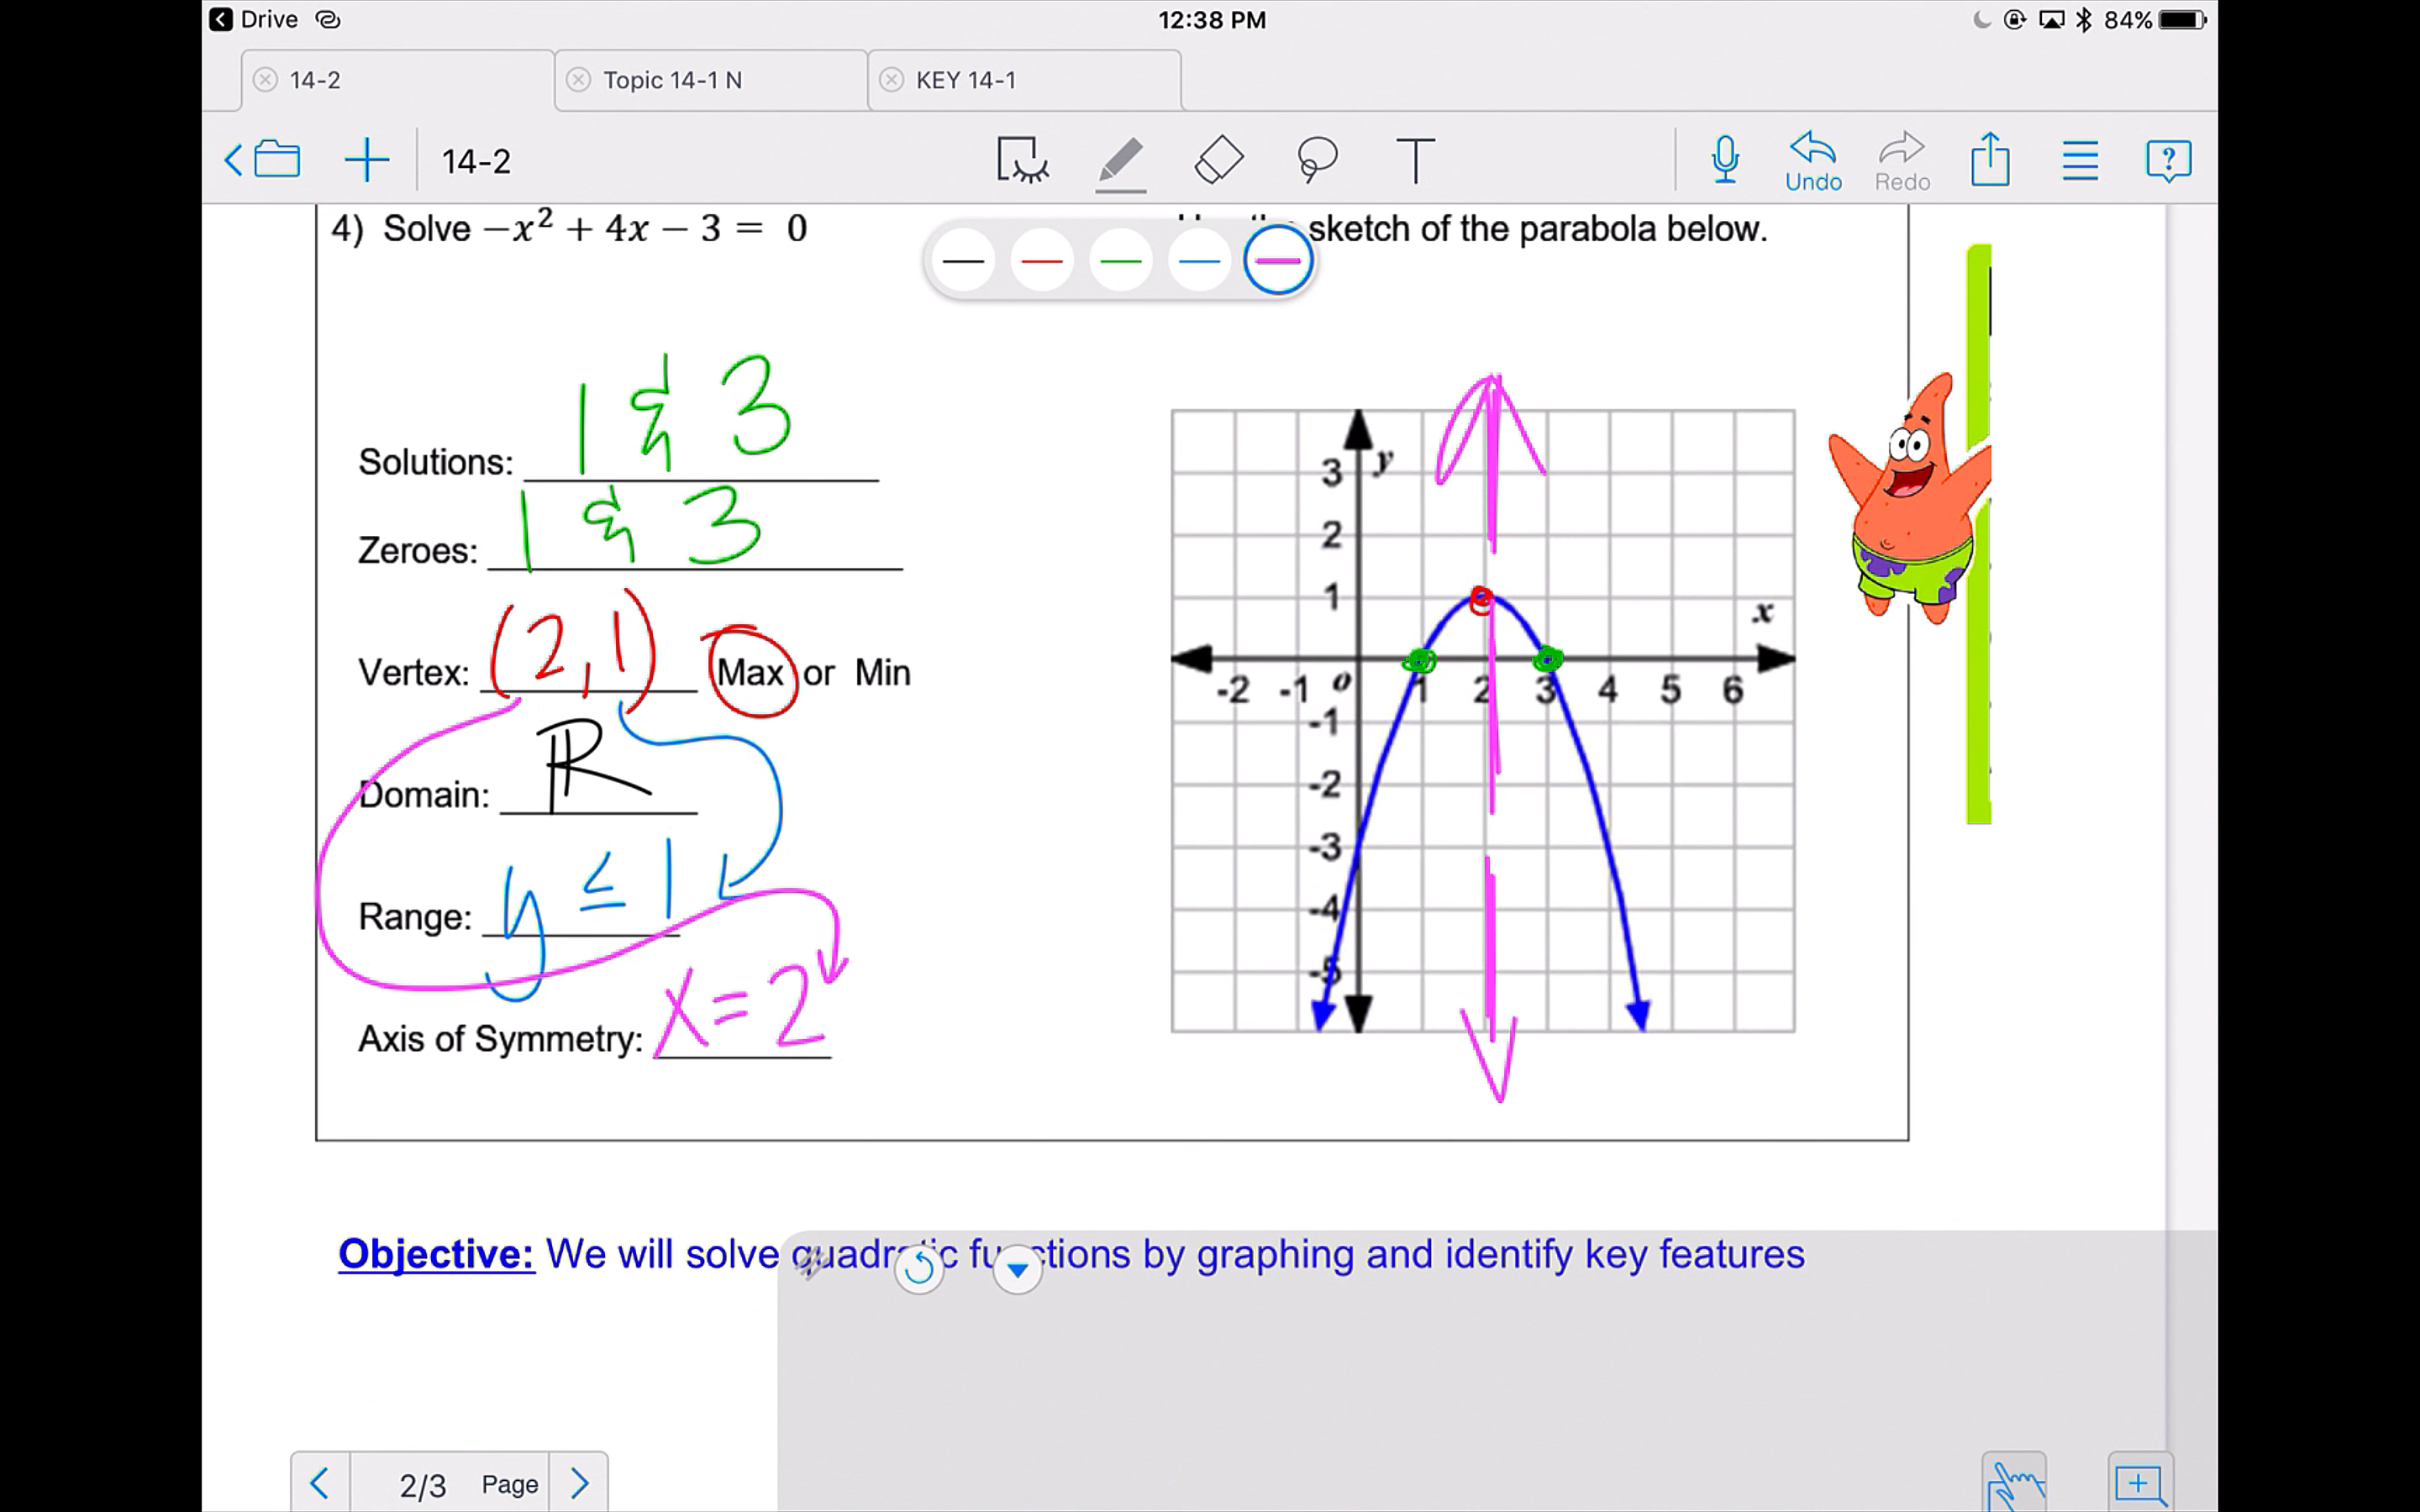 Drive 12:38 PM 84%
14-2 Topic 14-1 N KEY 14-1
14-2 T Undo Redo ?
4) Solve −x² + 4x − 3 = 0 sketch of the parabola below.
Solutions: 1 & 3
Zeroes: 1 & 3
Vertex: (2,1) Max or Min
Domain: ℝ
Range: y ≤ 1
Axis of Symmetry: x=2
y
3
2
1
x
-2 -1 o 1 2 3 4 5 6
-1
-2
-3
-4
-5
Objective: We will solve quadratic functions by graphing and identify key features
2/3 Page